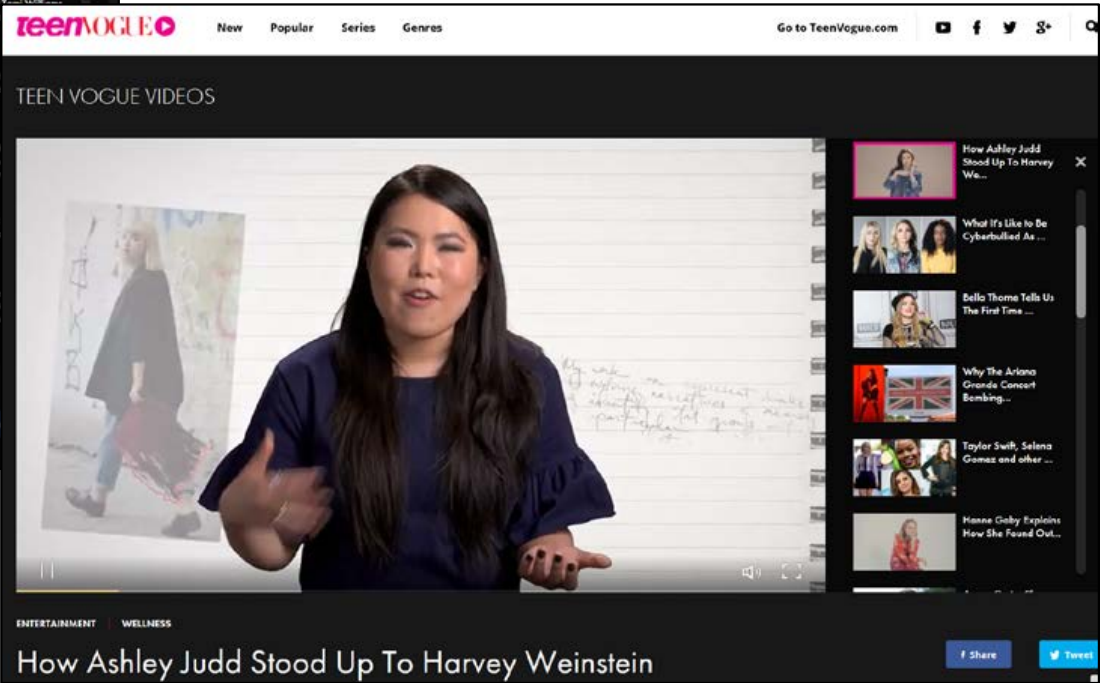 teenVOGUE
New Popular Series Genres
Go to TeenVogue.com
TEEN VOGUE VIDEOS
How Ashley Judd
Stood Up To Harvey
We...
What It's Like to Be
Cyberbullied As ...
Bella Thorne Tells Us
The First Time ...
Why The Ariana
Grande Concert
Bombing...
Taylor Swift, Selena
Gomez and other ...
Hanne Gaby Explains
How She Found Out...
My work
ENTERTAINMENT | WELLNESS
How Ashley Judd Stood Up To Harvey Weinstein
f Share
Tweet